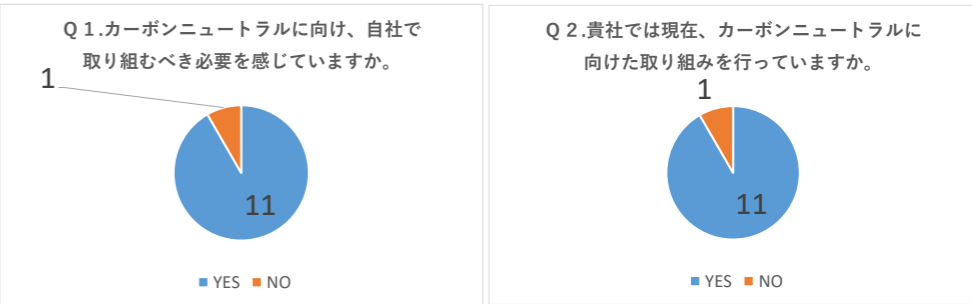 Q１.カーボンニュートラルに向け、自社で
取り組むべき必要を感じていますか。
1
11
YES NO
Q２.貴社では現在、カーボンニュートラルに
向けた取り組みを行っていますか。
1
11
YES NO